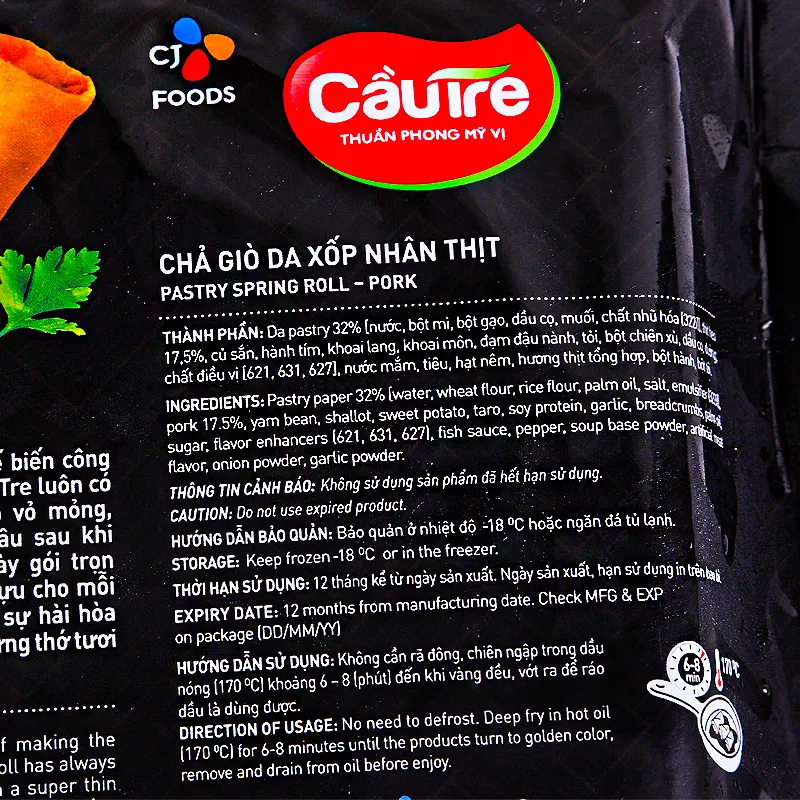 CJ
FOODS
CầuTre
THUẦN PHONG MỸ VỊ
CHẢ GIÒ DA XỐP NHÂN THỊT
PASTRY SPRING ROLL – PORK
THÀNH PHẦN: Da pastry 32% (nước, bột mì, bột gạo, dầu cọ, muối, chất nhũ hóa (322)),
17,5%, củ sắn, hành tím, khoai lang, khoai môn, đạm đậu nành, tỏi, bột chiên xù, dầu cọ,
chất điều vị (621, 631, 627), nước mắm, tiêu, hạt nêm, hương thịt tổng hợp, bột hành,
INGREDIENTS: Pastry paper 32% (water, wheat flour, rice flour, palm oil, salt, emulsifier
pork 17.5%, yam bean, shallot, sweet potato, taro, soy protein, garlic, breadcrumbs, palm oil,
sugar, flavor enhancers (621, 631, 627), fish sauce, pepper, soup base powder, artificial meat
flavor, onion powder, garlic powder.
THÔNG TIN CẢNH BÁO: Không sử dụng sản phẩm đã hết hạn sử dụng.
CAUTION: Do not use expired product.
HƯỚNG DẪN BẢO QUẢN: Bảo quản ở nhiệt độ -18 ºC hoặc ngăn đá tủ lạnh.
STORAGE: Keep frozen -18 ºC or in the freezer.
THỜI HẠN SỬ DỤNG: 12 tháng kể từ ngày sản xuất. Ngày sản xuất, hạn sử dụng in trên bao bì.
EXPIRY DATE: 12 months from manufacturing date. Check MFG & EXP
on package (DD/MM/YY)
HƯỚNG DẪN SỬ DỤNG: Không cần rã đông, chiên ngập trong dầu
nóng (170 ºC) khoảng 6 – 8 (phút) đến khi vàng đều, vớt ra để ráo
dầu là dùng được.
DIRECTION OF USAGE: No need to defrost. Deep fry in hot oil
(170 ºC) for 6-8 minutes until the products turn to golden color,
remove and drain from oil before enjoy.
6–8
min
170 ºC
biến công
Tre luôn có
vỏ mỏng,
sau khi
gói trọn
cho mỗi
sự hài hòa
thớ tươi
making the
has always
a super thin